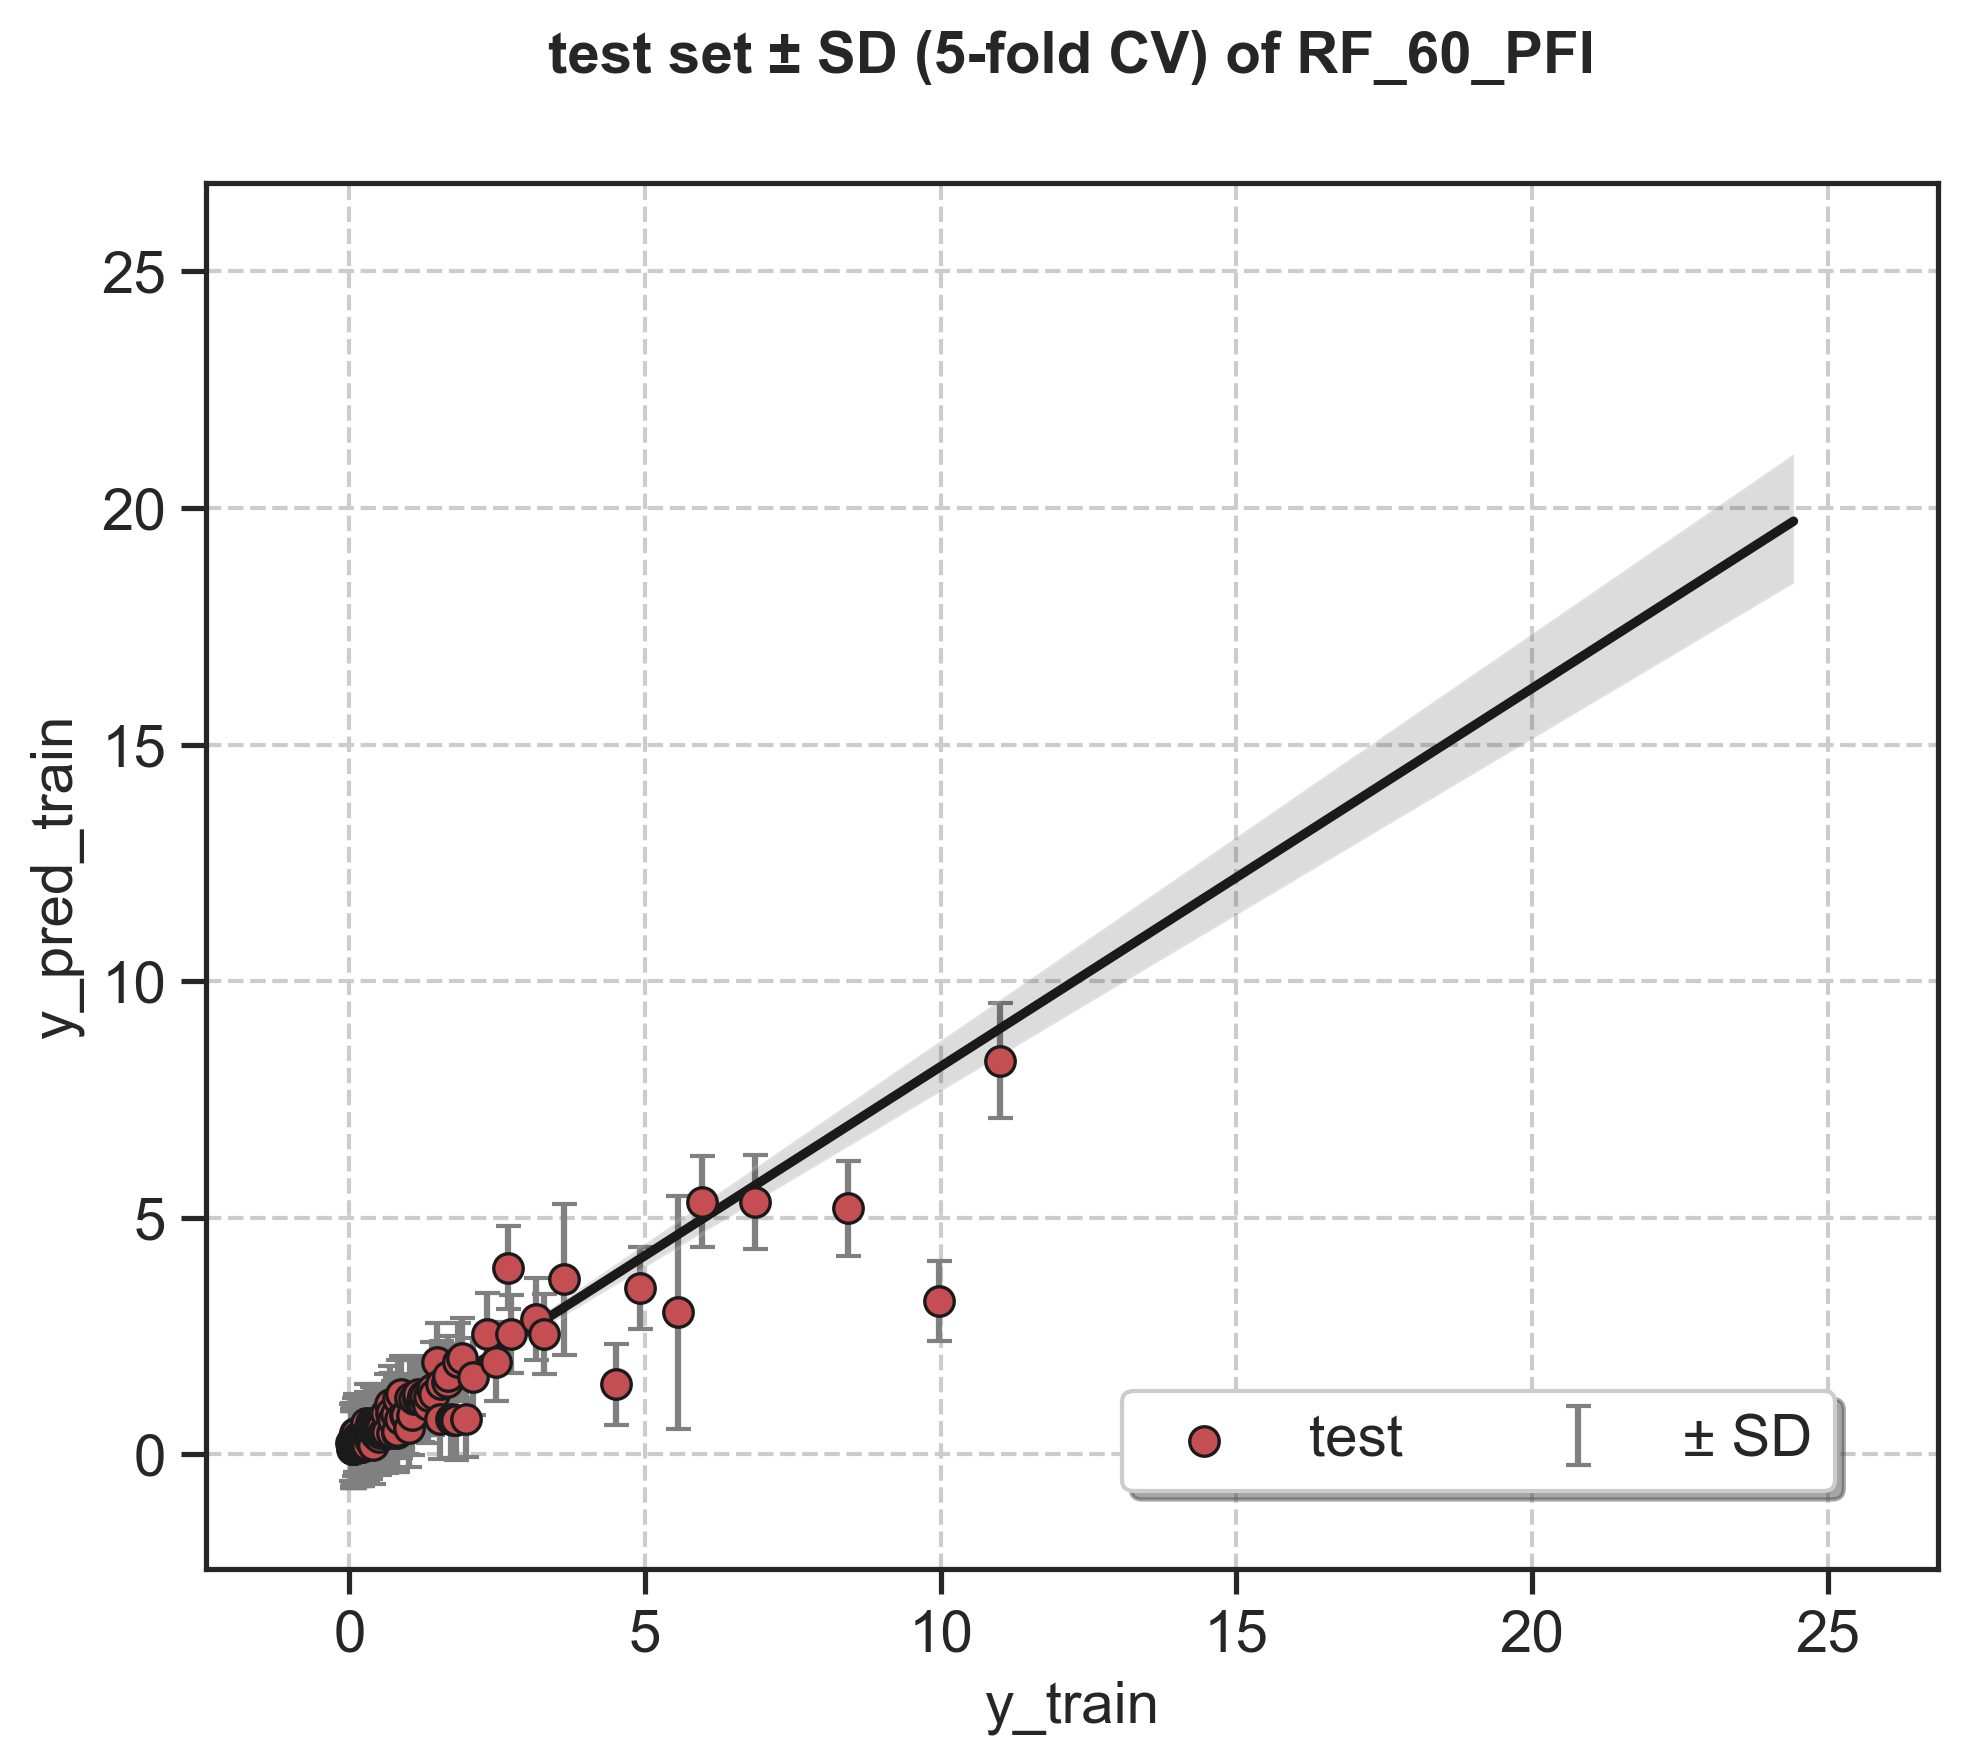 test set ± SD (5-fold CV) of RF_60_PFI
25
20
15
10
5
0
y_pred_train
test
± SD
0 5 10 15 20 25
y_train